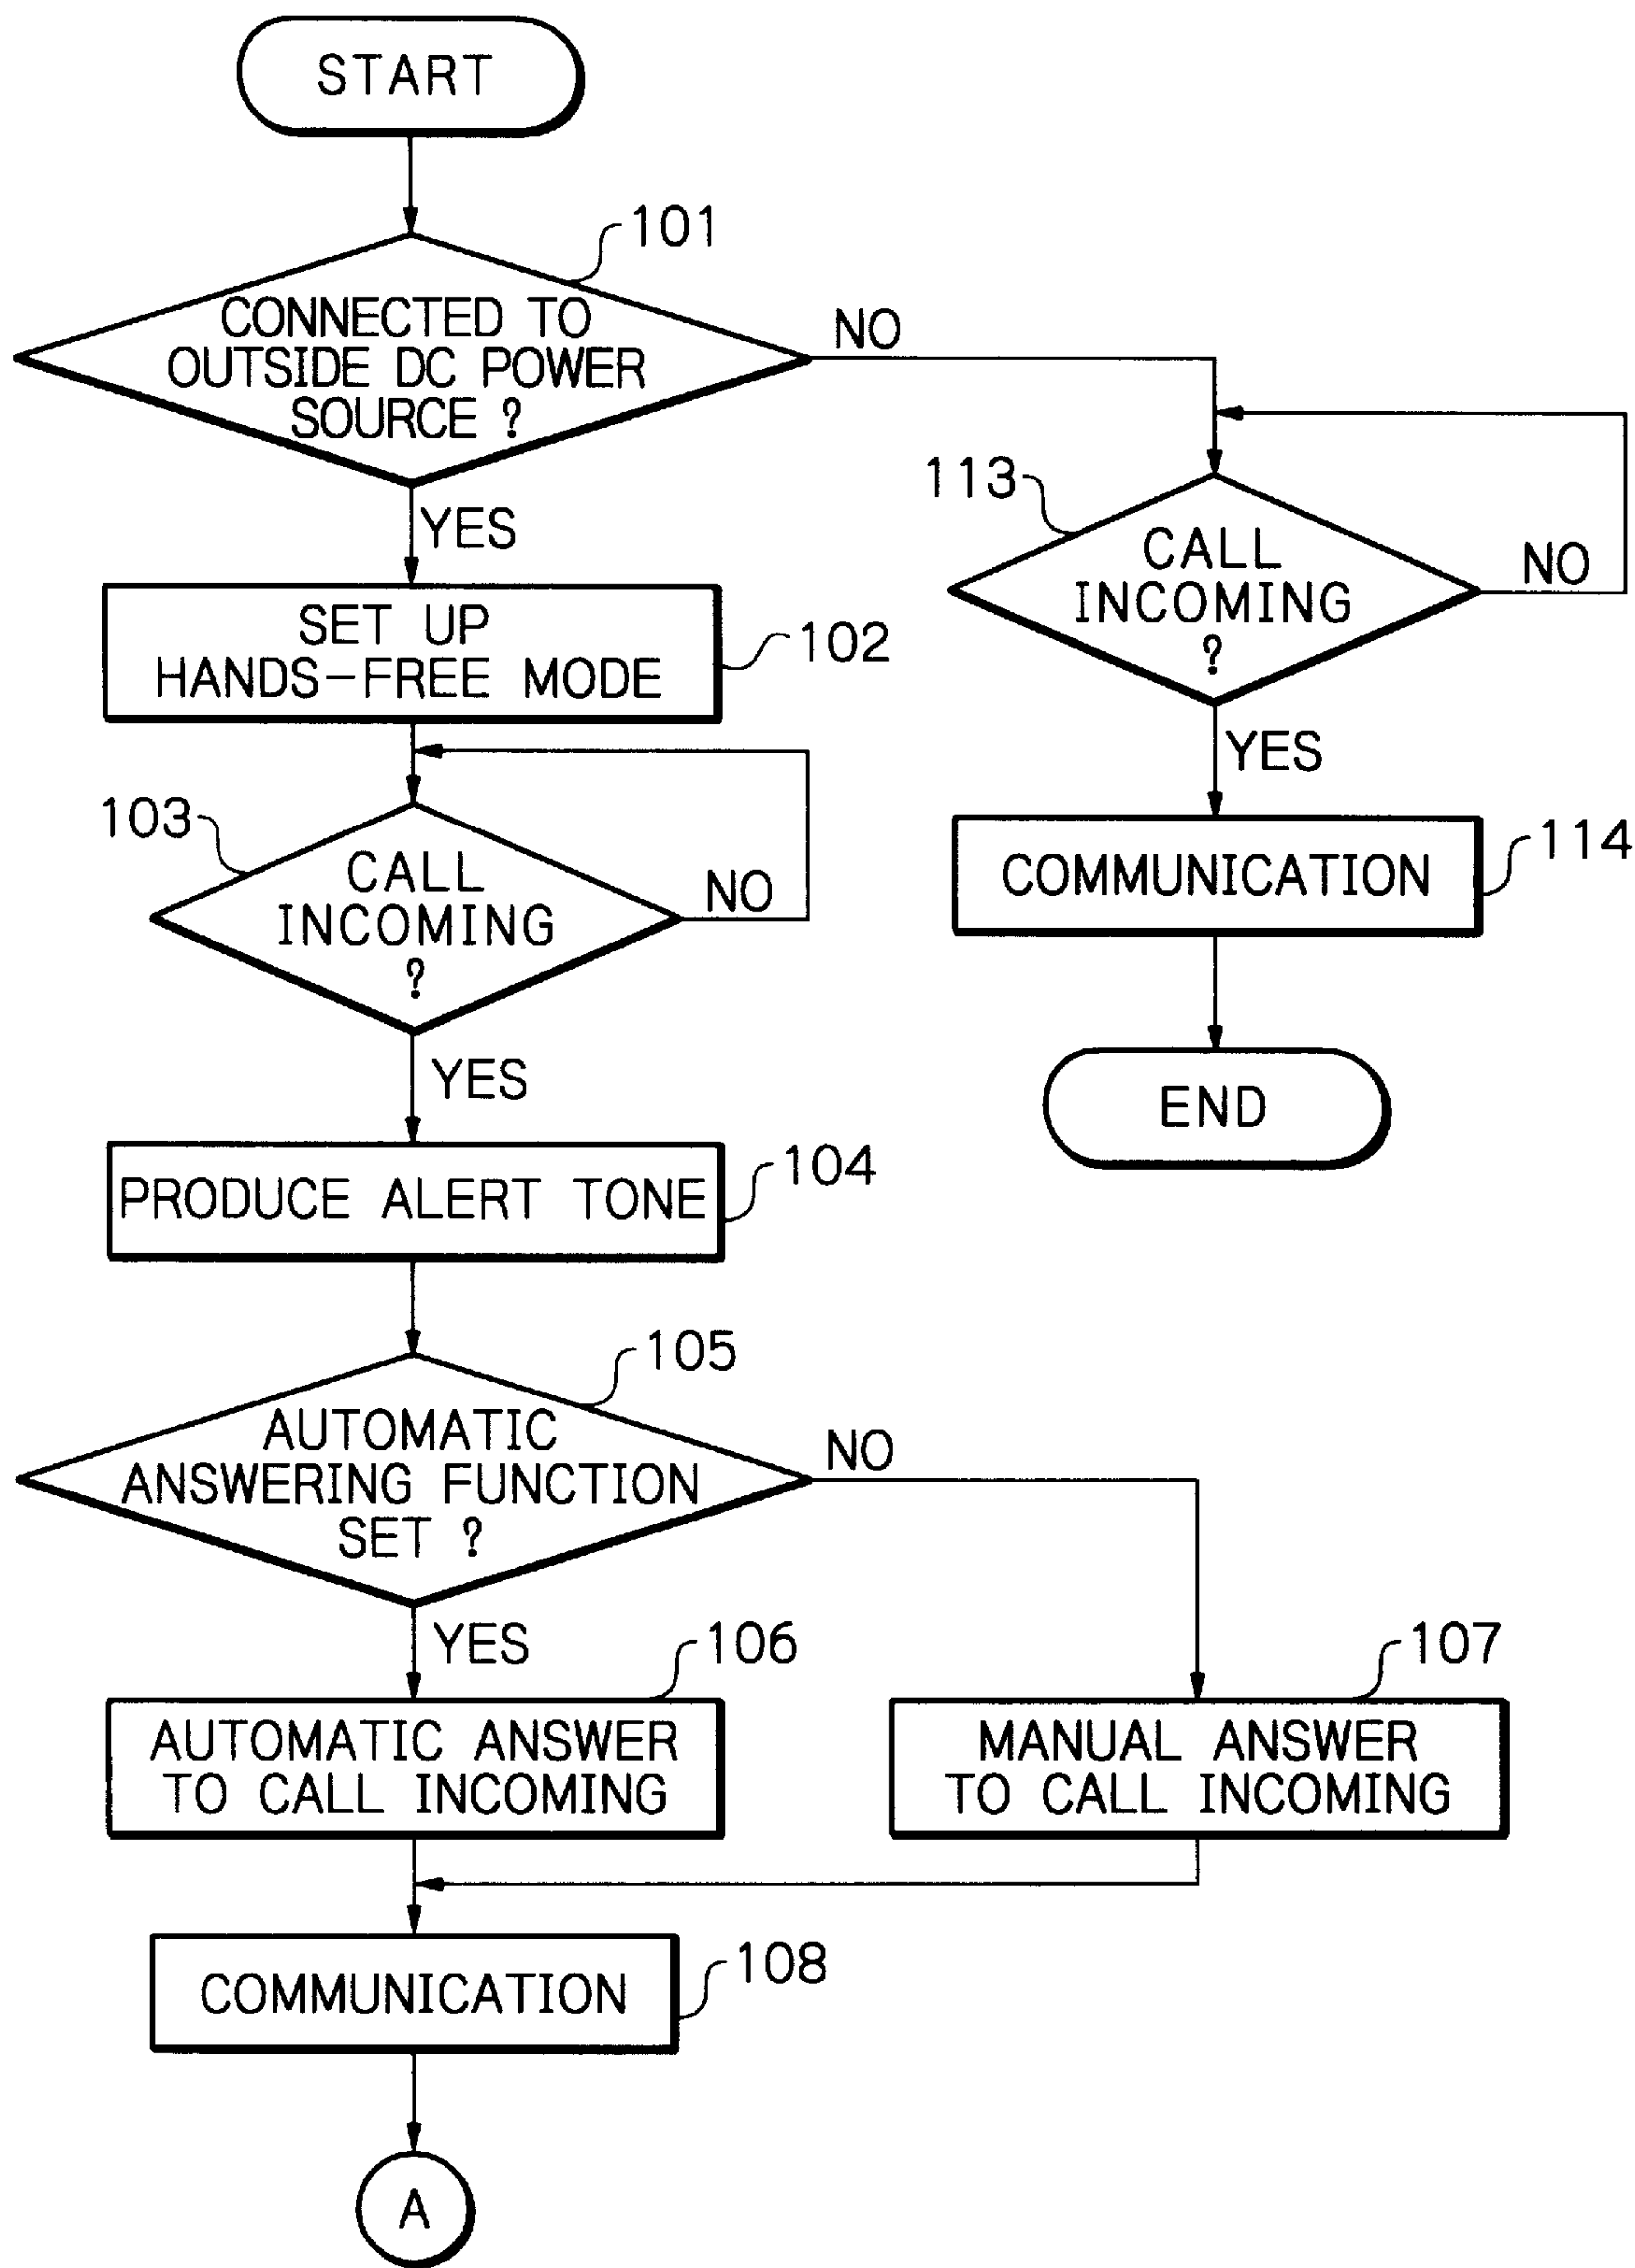 START
101
CONNECTED TO
OUTSIDE DC POWER
SOURCE ?
NO
YES
113
CALL
INCOMING
?
NO
SET UP
HANDS-FREE MODE
102
YES
103
CALL
INCOMING
?
NO
COMMUNICATION
114
YES
END
PRODUCE ALERT TONE
104
105
AUTOMATIC
ANSWERING FUNCTION
SET ?
NO
YES
106
107
AUTOMATIC ANSWER
TO CALL INCOMING
MANUAL ANSWER
TO CALL INCOMING
COMMUNICATION
108
A